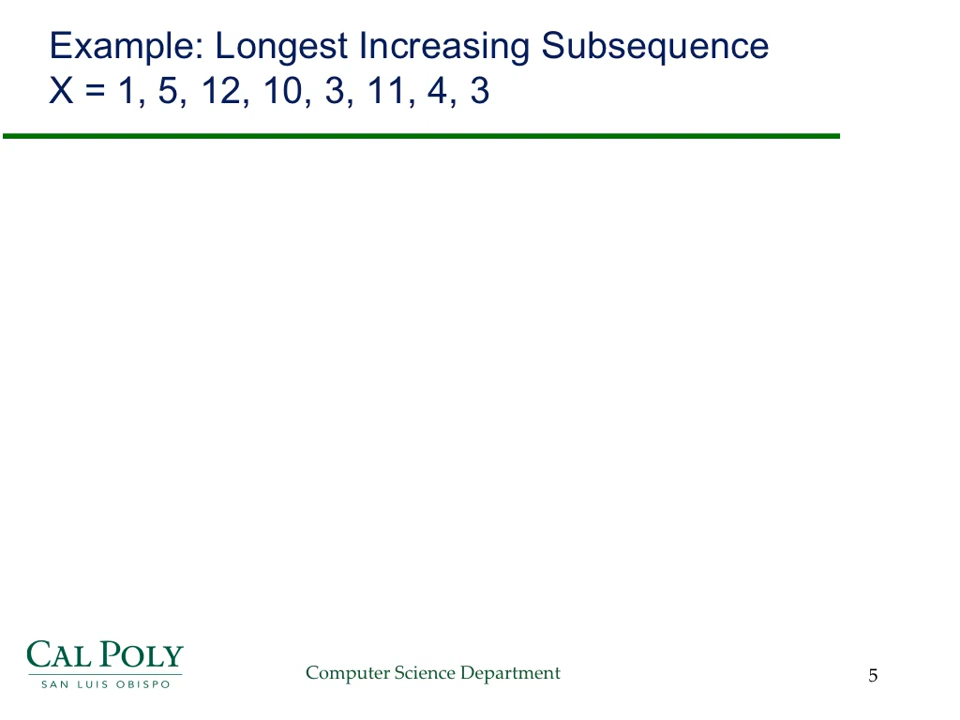 Example: Longest Increasing Subsequence
X = 1, 5, 12, 10, 3, 11, 4, 3
CAL POLY
SAN LUIS OBISPO
Computer Science Department
5